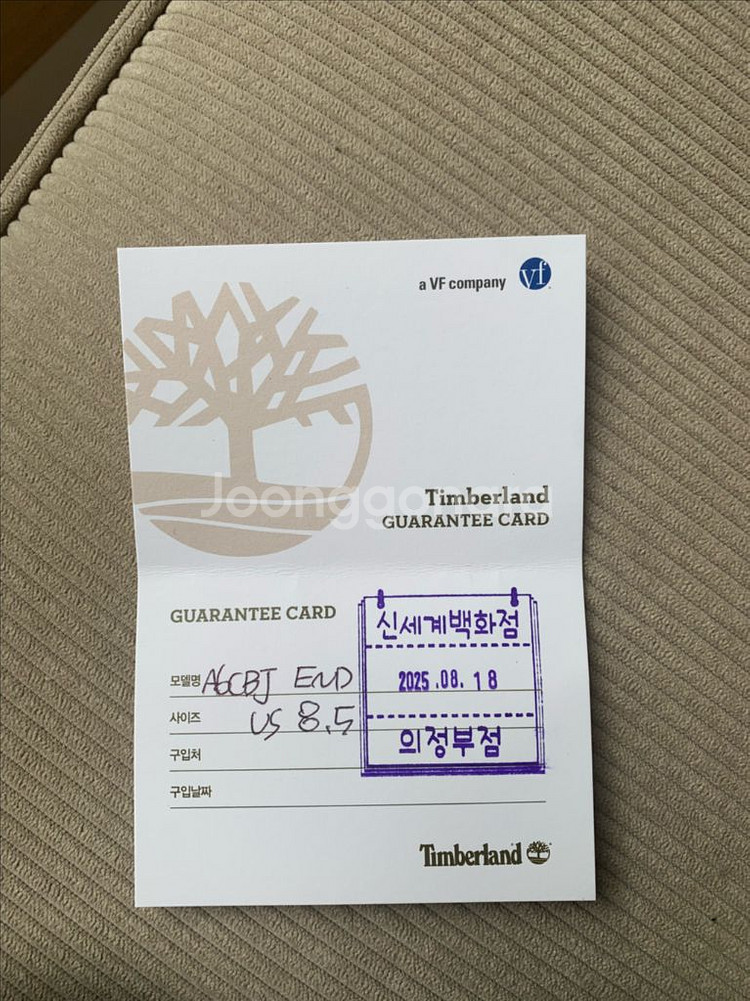 a VF company vf
Joonggonara
Timberland
GUARANTEE CARD
GUARANTEE CARD
신세계백화점
모델명 A6CBJ END
2025.08.18
사이즈 US 8.5
의정부점
구입처
구입날짜
Timberland